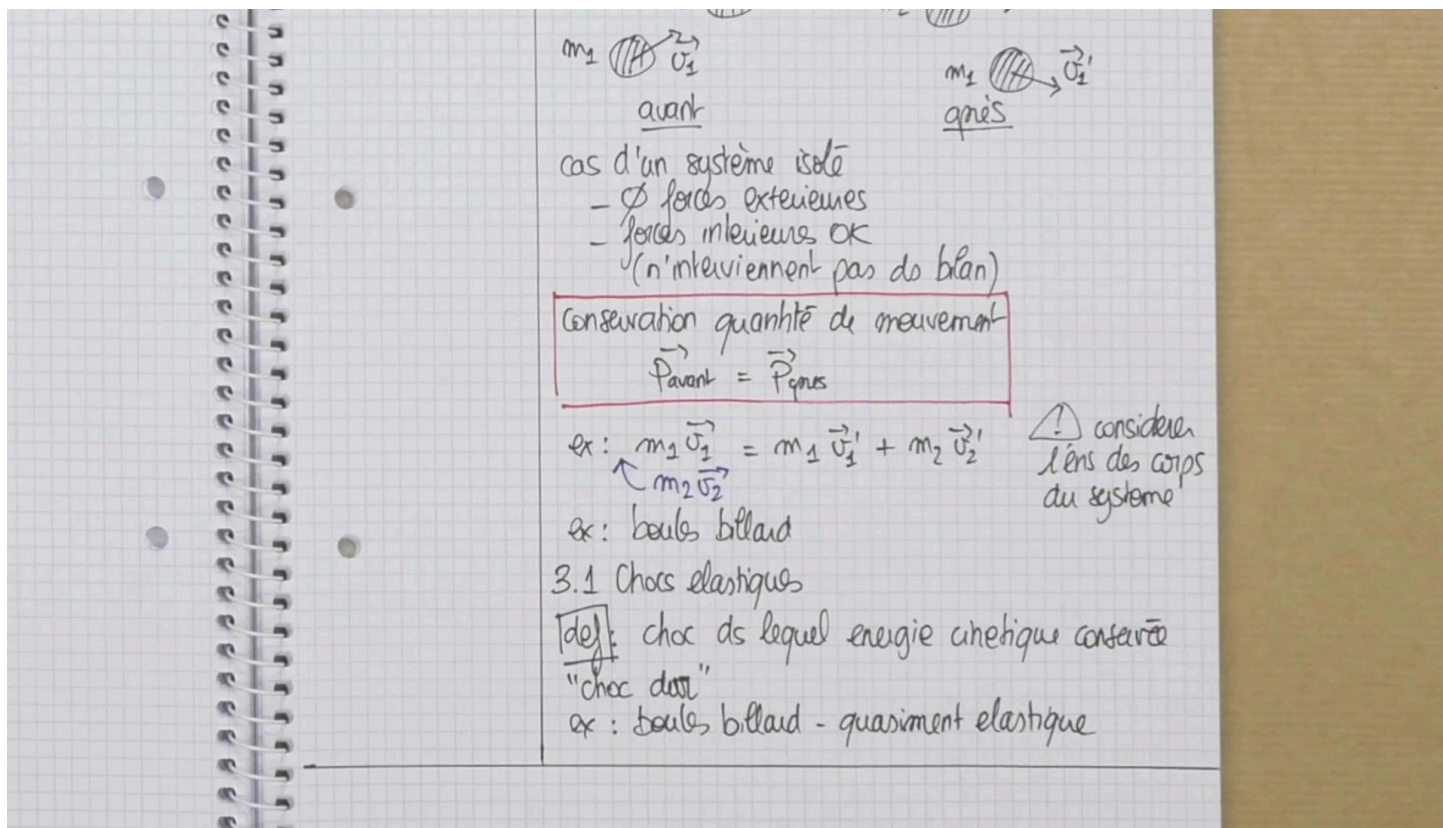 m₂
m₁ v⃗₁ m₁ v⃗₁'
avant après
cas d'un système isolé
- ∅ forces exterieures
- forces interieures OK
(n'interviennent pas ds bilan)
Conservation quantité de mouvement
P⃗avant = P⃗apres
ex : m₁ v⃗₁ = m₁ v⃗₁' + m₂ v⃗₂'
m₂ v⃗₂
⚠ considerer
l'ens des corps
du systeme
ex : boules billard
3.1 Chocs elastiques
def : choc ds lequel energie cinetique conservée
"choc dur"
ex : boules billard - quasiment elastique